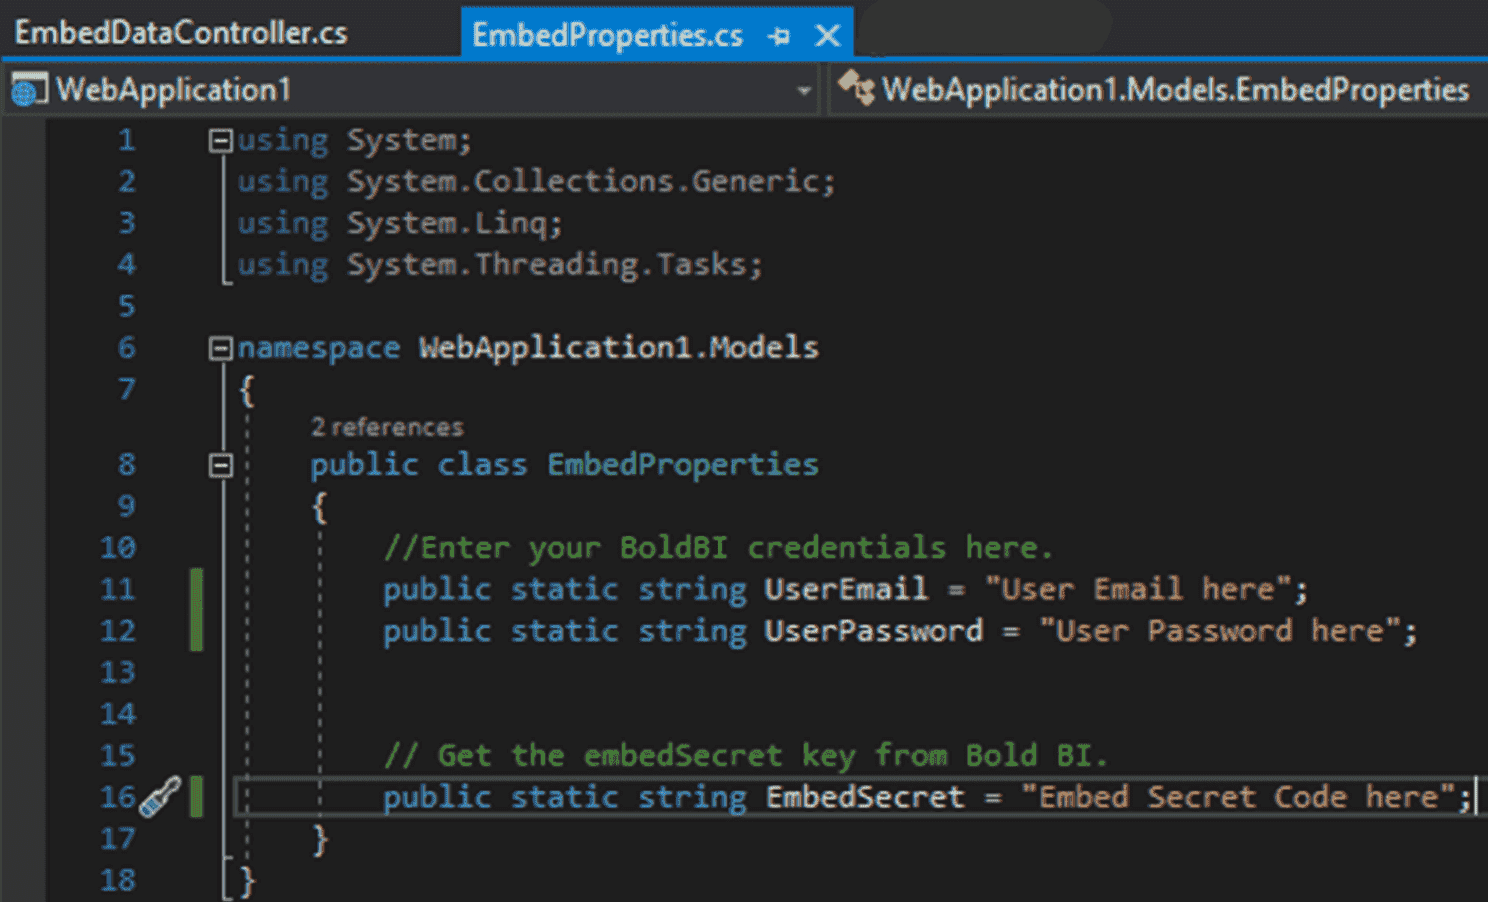 EmbedDataController.cs
EmbedProperties.cs
WebApplication1
WebApplication1.Models.EmbedProperties
1 using System;
2 using System.Collections.Generic;
3 using System.Linq;
4 using System.Threading.Tasks;
5
6 namespace WebApplication1.Models
7 {
2 references
8 public class EmbedProperties
9 {
10 //Enter your BoldBI credentials here.
11 public static string UserEmail = "User Email here";
12 public static string UserPassword = "User Password here";
13
14
15 // Get the embedSecret key from Bold BI.
16 public static string EmbedSecret = "Embed Secret Code here";
17 }
18 }